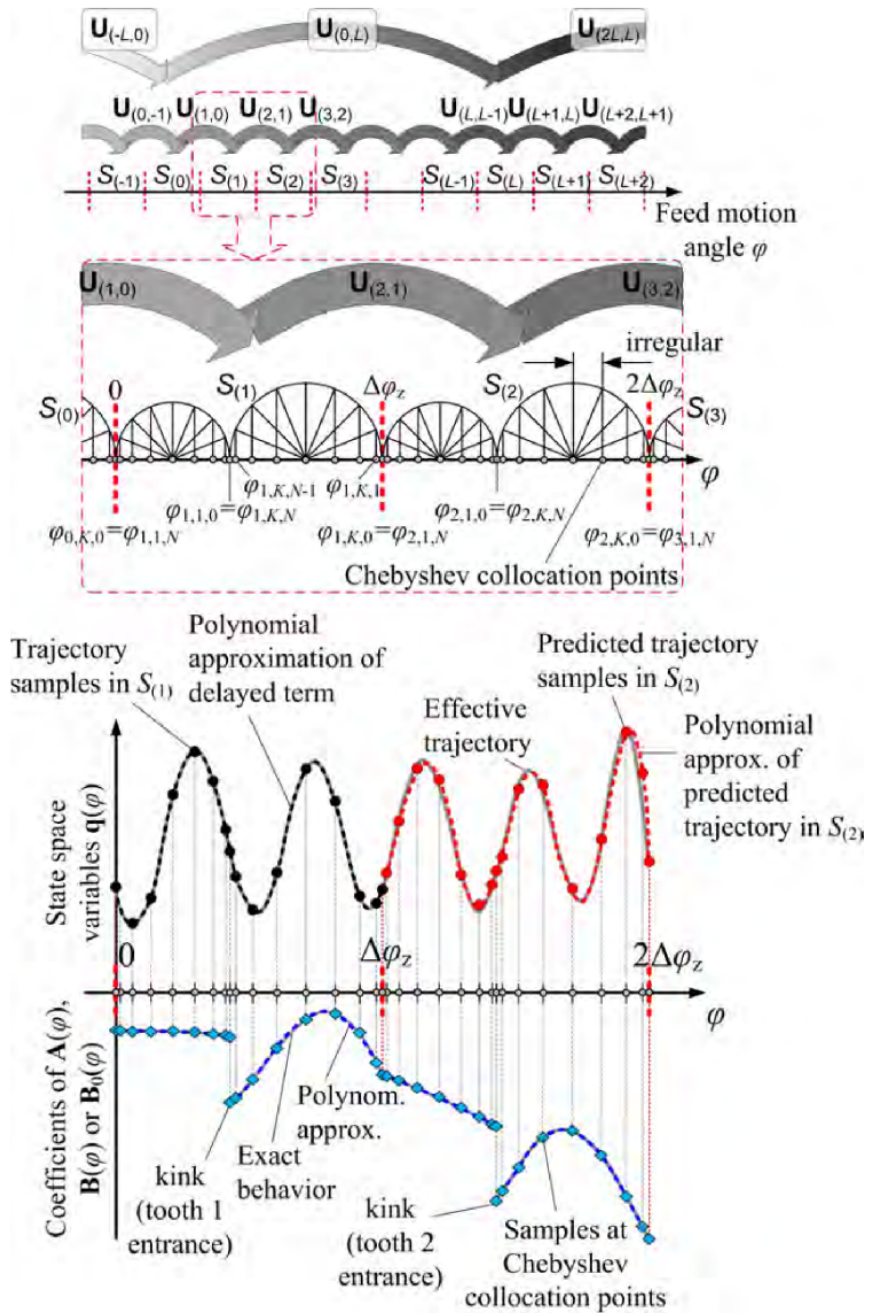 U(-L,0) U(0,L) U(2L,L)
U(0,-1) U(1,0) U(2,1) U(3,2) U(L,L-1) U(L+1,L) U(L+2,L+1)
S(-1) S(0) S(1) S(2) S(3) S(L-1) S(L) S(L+1) S(L+2)
Feed motion
angle φ
U(1,0) U(2,1) U(3,2)
irregular
0 Δφz 2Δφz
S(0) S(1) S(2) S(3)
φ
φ1,K,N-1 φ1,K,1
φ1,1,0=φ1,K,N φ2,1,0=φ2,K,N
φ0,K,0=φ1,1,N φ1,K,0=φ2,1,N φ2,K,0=φ3,1,N
Chebyshev collocation points
Trajectory
samples in S(1)
Polynomial
approximation of
delayed term
Effective
trajectory
Predicted trajectory
samples in S(2)
Polynomial
approx. of
predicted
trajectory in S(2)
State space
variables q(φ)
0 Δφz 2Δφz
φ
Coefficients of A(φ),
B(φ) or B0(φ)
kink
(tooth 1
entrance)
Exact
behavior
Polynom.
approx.
kink
(tooth 2
entrance)
Samples at
Chebyshev
collocation points